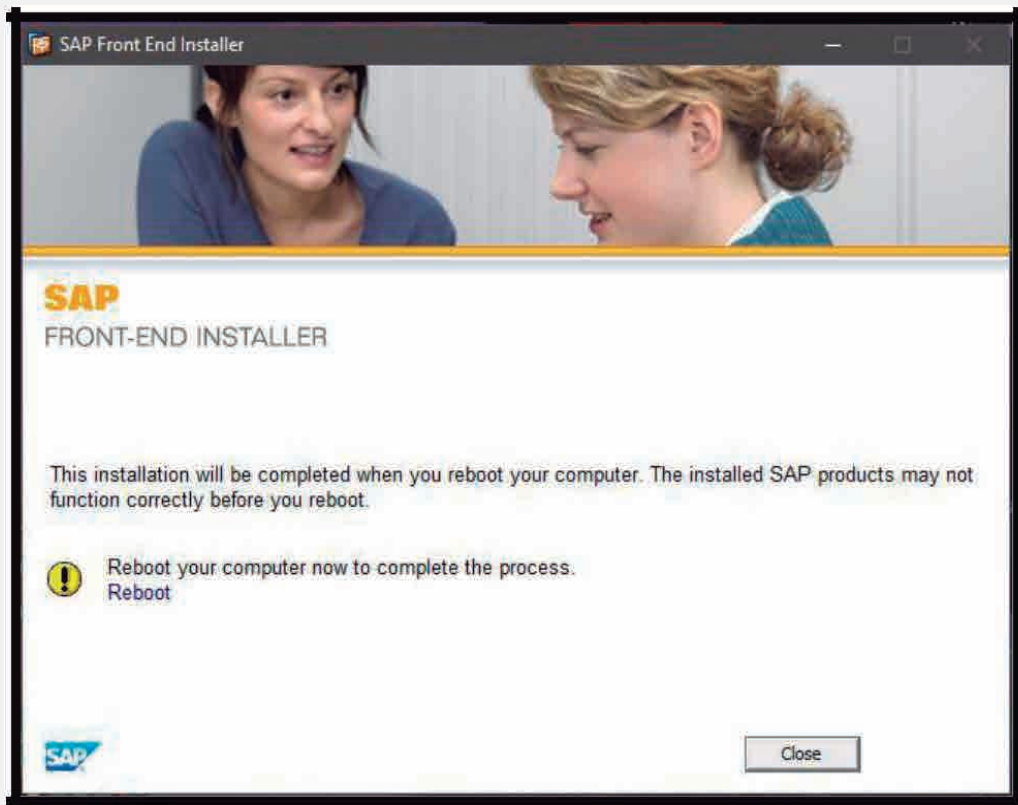 SAP Front End Installer
SAP
FRONT-END INSTALLER
This installation will be completed when you reboot your computer. The installed SAP products may not
function correctly before you reboot.
Reboot your computer now to complete the process.
Reboot
SAP
Close